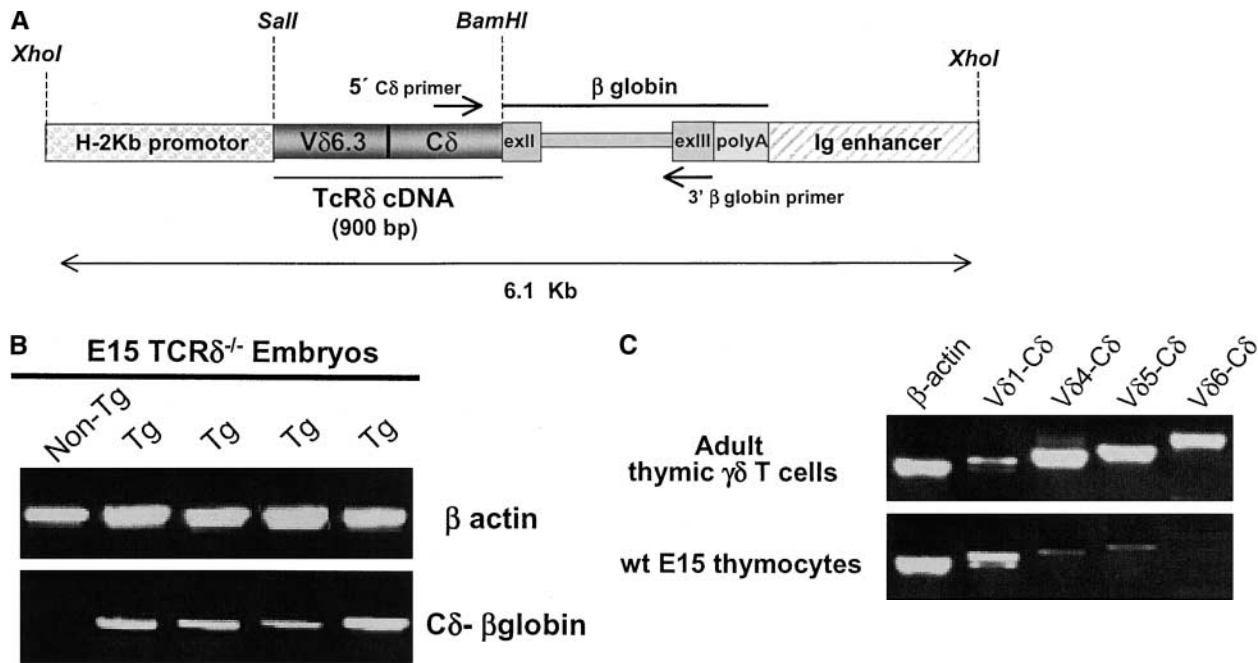 A
XhoI
SalI
BamHI
XhoI
5´ Cδ primer
β globin
H-2Kb promotor
Vδ6.3
Cδ
exII
exIII
polyA
Ig enhancer
TcRδ cDNA
(900 bp)
3' β globin primer
6.1 Kb
B
E15 TCRδ-/- Embryos
Non-Tg
Tg
Tg
Tg
Tg
β actin
Cδ- βglobin
C
β-actin
Vδ1-Cδ
Vδ4-Cδ
Vδ5-Cδ
Vδ6-Cδ
Adult
thymic γδ T cells
wt E15 thymocytes